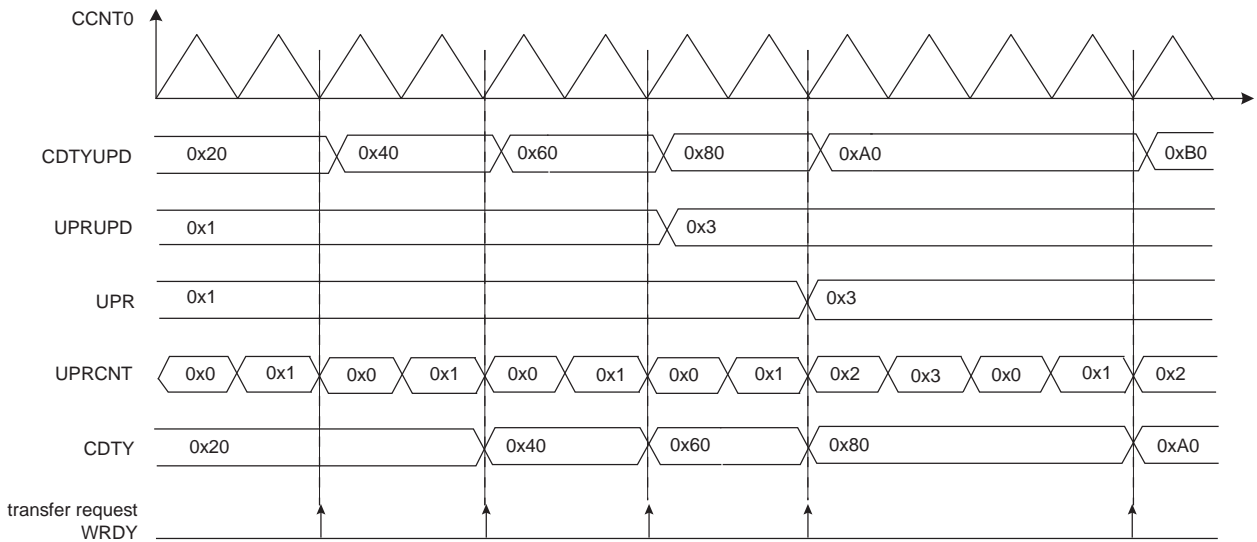 CCNT0
CDTYUPD 0x20 0x40 0x60 0x80 0xA0 0xB0
UPRUPD 0x1 0x3
UPR 0x1 0x3
UPRCNT 0x0 0x1 0x0 0x1 0x0 0x1 0x0 0x1 0x2 0x3 0x0 0x1 0x2
CDTY 0x20 0x40 0x60 0x80 0xA0
transfer request
WRDY